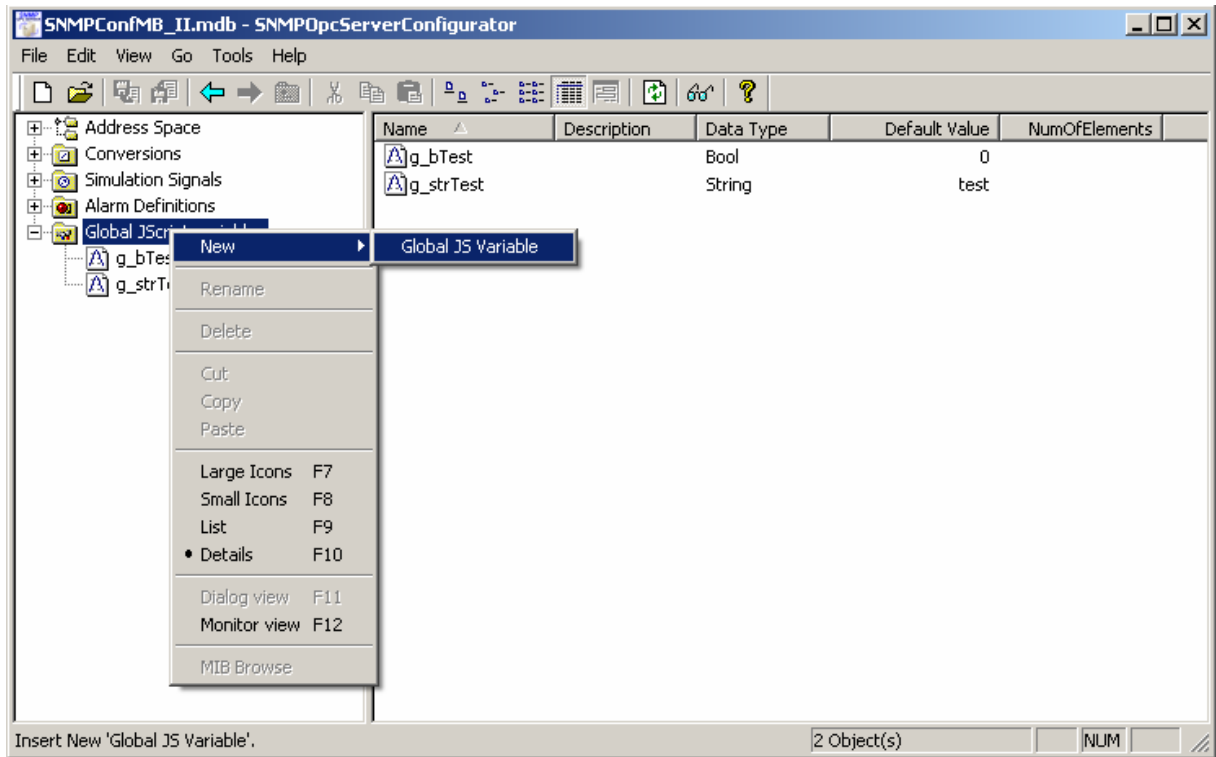 SNMPConfMB_II.mdb - SNMPOpcServerConfigurator
File Edit View Go Tools Help
Address Space
Conversions
Simulation Signals
Alarm Definitions
Global JScri
g_bTes
g_strT
Name Description Data Type Default Value NumOfElements
g_bTest Bool 0
g_strTest String test
New
Global JS Variable
Rename
Delete
Cut
Copy
Paste
Large Icons F7
Small Icons F8
List F9
Details F10
Dialog view F11
Monitor view F12
MIB Browse
Insert New 'Global JS Variable'.
2 Object(s)
NUM